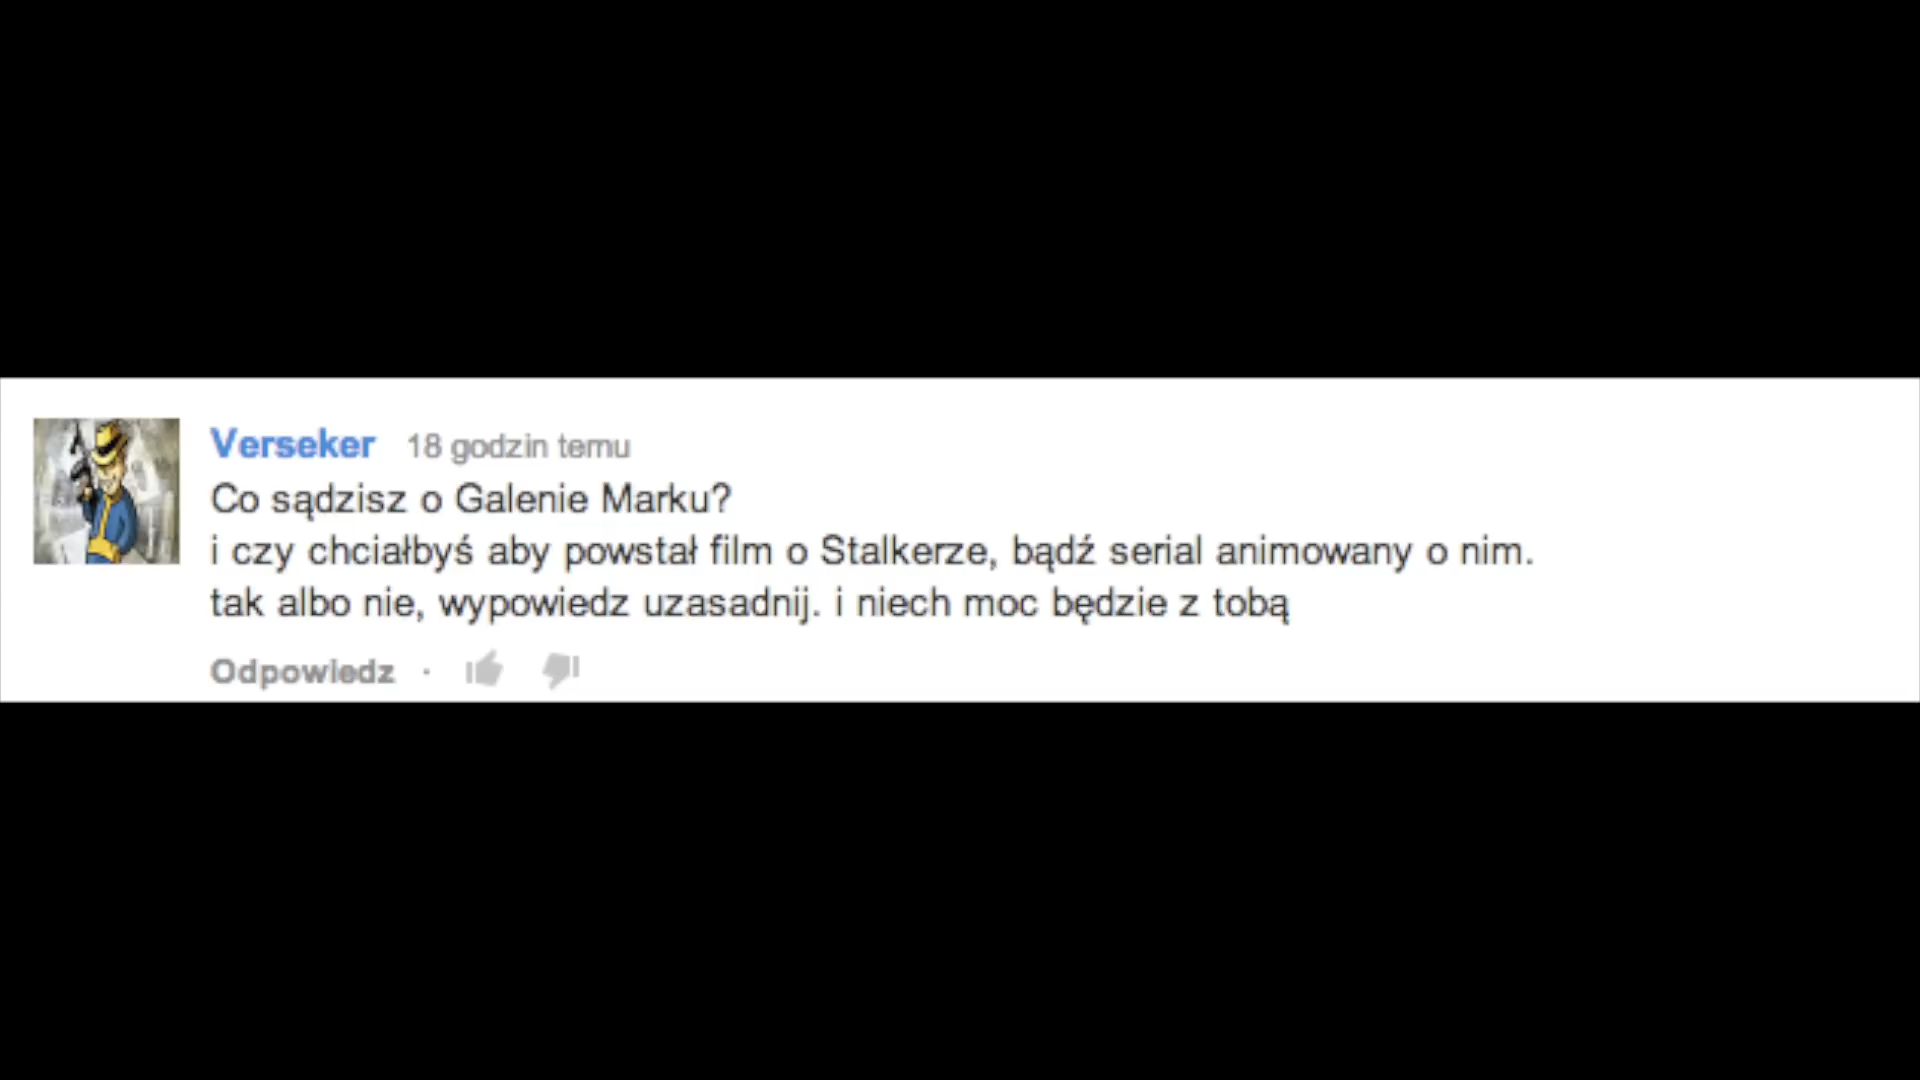 Verseker 18 godzin temu
Co sądzisz o Galenie Marku?
i czy chciałbyś aby powstał film o Stalkerze, bądź serial animowany o nim.
tak albo nie, wypowiedz uzasadnij. i niech moc będzie z tobą
Odpowiedz ·